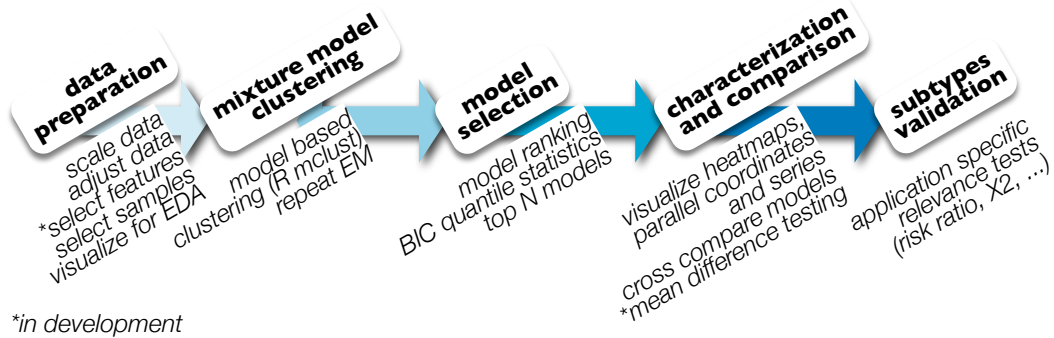 data
preparation
scale data
adjust data
*select features
select samples
visualize for EDA
mixture model
clustering
model based
clustering (R mclust)
repeat EM
model
selection
model ranking
BIC quantile statistics
top N models
characterization
and comparison
visualize heatmaps,
parallel coordinates
and series
cross compare models
*mean difference testing
subtypes
validation
application specific
relevance tests
(risk ratio, X2, ...)
*in development